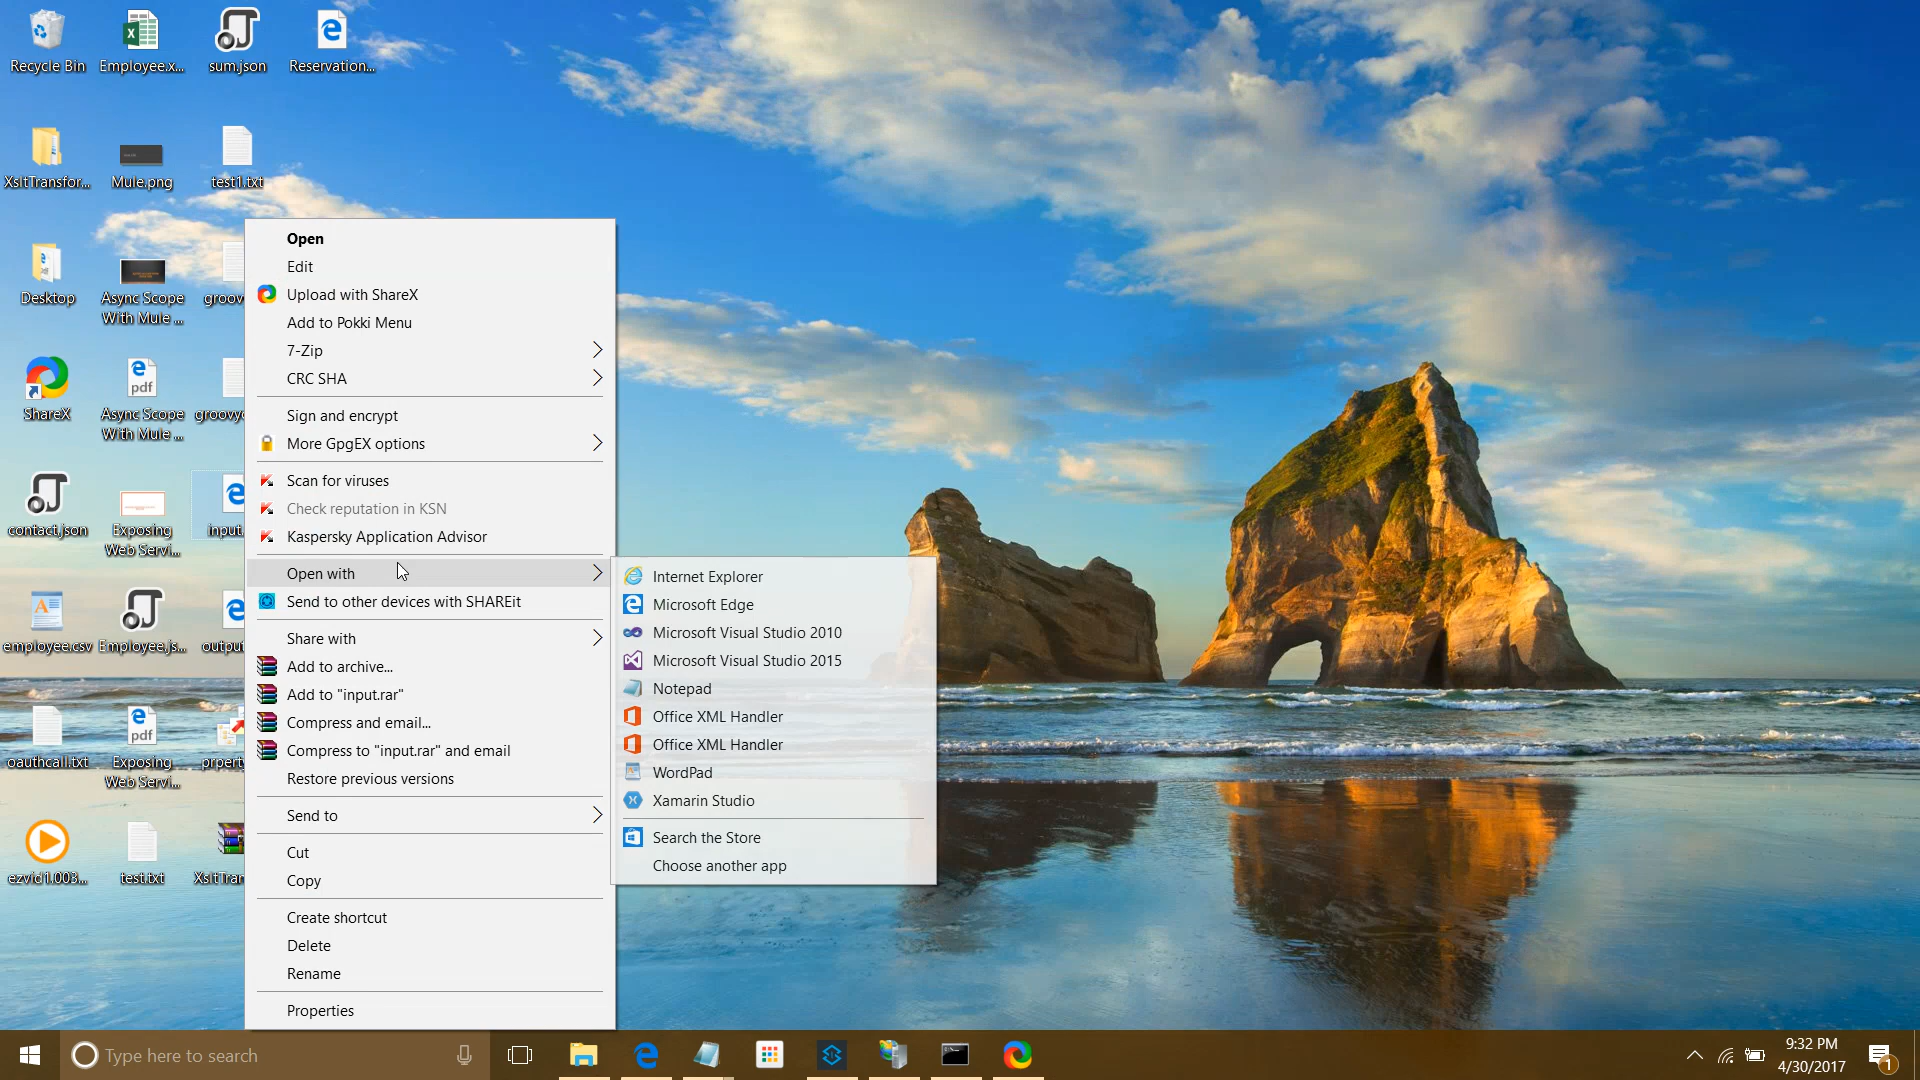 Recycle Bin
Employee.x...
sum.json
Reservation...
XsltTransfor...
Mule.png
test1.txt
Desktop
Async Scope
With Mule ...
groovy
ShareX
Async Scope
With Mule ...
groovyc
contact.json
Exposing
Web Servi...
input.
employee.csv
Employee.js...
output
oauthcall.txt
Exposing
Web Servi...
prpert
ezvid1.003...
test.txt
XsltTran
Open
Edit
Upload with ShareX
Add to Pokki Menu
7-Zip
CRC SHA
Sign and encrypt
More GpgEX options
Scan for viruses
Check reputation in KSN
Kaspersky Application Advisor
Open with
Send to other devices with SHAREit
Share with
Add to archive...
Add to "input.rar"
Compress and email...
Compress to "input.rar" and email
Restore previous versions
Send to
Cut
Copy
Create shortcut
Delete
Rename
Properties
Internet Explorer
Microsoft Edge
Microsoft Visual Studio 2010
Microsoft Visual Studio 2015
Notepad
Office XML Handler
Office XML Handler
WordPad
Xamarin Studio
Search the Store
Choose another app
Type here to search
9:32 PM
4/30/2017
1